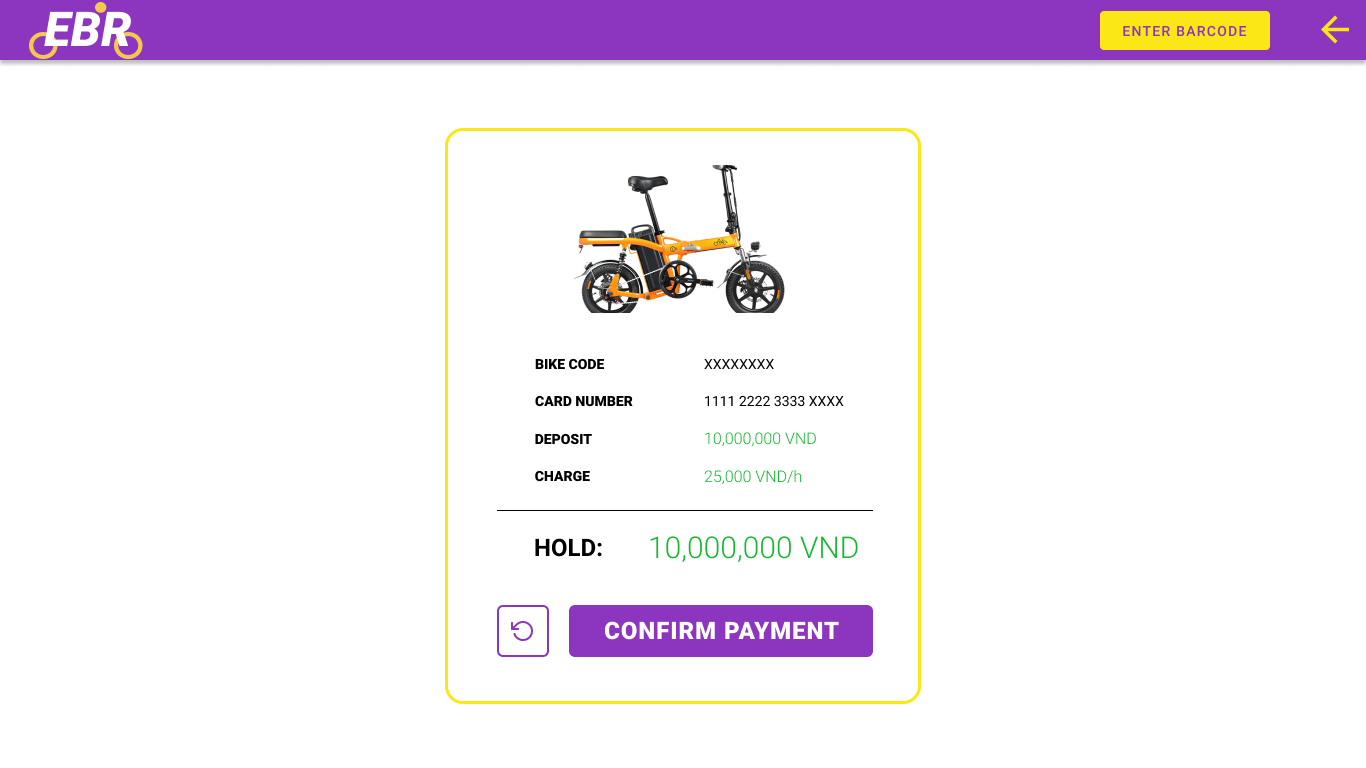 EBR
ENTER BARCODE
BIKE CODE XXXXXXXX
CARD NUMBER 1111 2222 3333 XXXX
DEPOSIT 10,000,000 VND
CHARGE 25,000 VND/h
HOLD: 10,000,000 VND
CONFIRM PAYMENT